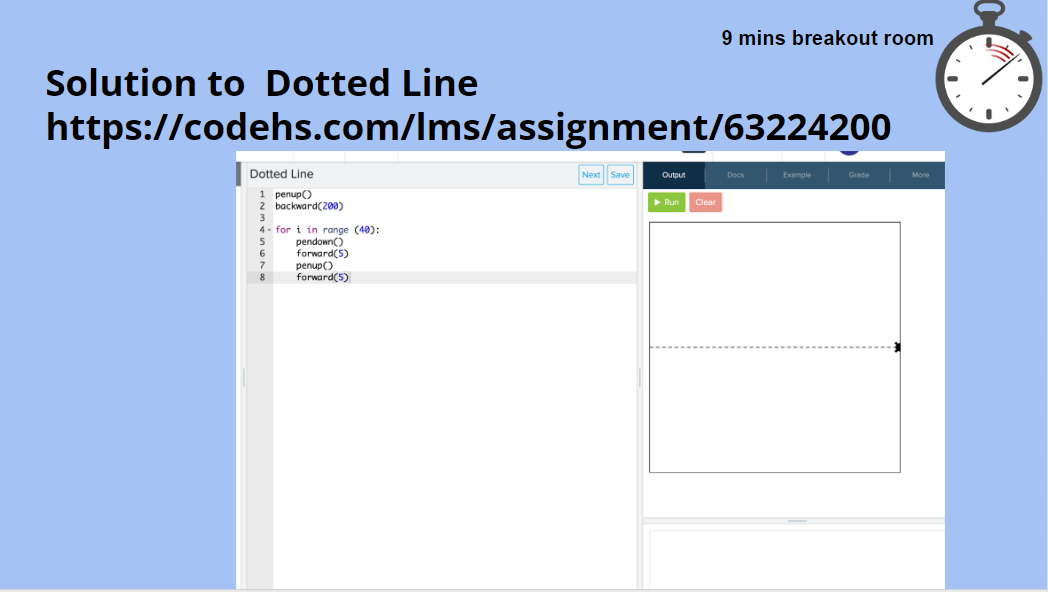 9 mins breakout room
Solution to  Dotted Line
https://codehs.com/lms/assignment/63224200
Dotted Line
Next
Save
Output
Docs
Example
Grade
More
Run
Clear
1 penup()
2 backward(200)
3
4 for i in range (40):
5     pendown()
6     forward(5)
7     penup()
8     forward(5)